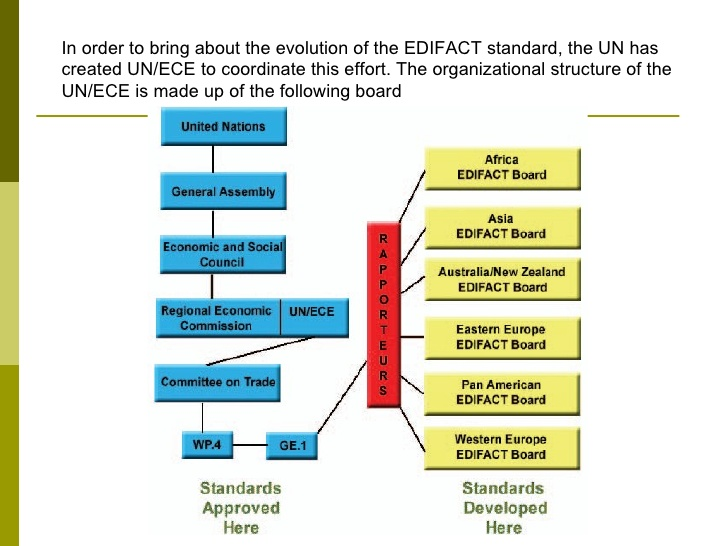 In order to bring about the evolution of the EDIFACT standard, the UN has
created UN/ECE to coordinate this effort. The organizational structure of the
UN/ECE is made up of the following board
United Nations
General Assembly
Economic and Social
Council
Regional Economic
Commission
UN/ECE
Committee on Trade
WP.4
GE.1
Standards
Approved
Here
RAPPORTEURS
Africa
EDIFACT Board
Asia
EDIFACT Board
Australia/New Zealand
EDIFACT Board
Eastern Europe
EDIFACT Board
Pan American
EDIFACT Board
Western Europe
EDIFACT Board
Standards
Developed
Here